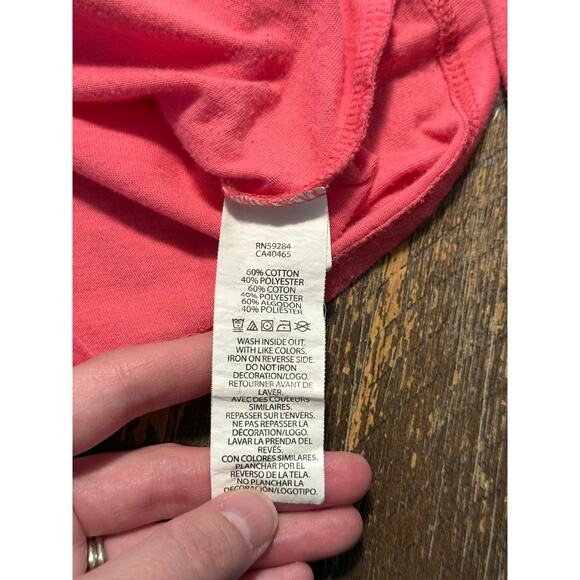 RN59284
CA40465
60% COTTON
40% POLYESTER
60% COTON
40% POLYESTER
60% ALGODÓN
40% POLIESTER
WASH INSIDE OUT,
WITH LIKE COLORS.
IRON ON REVERSE SIDE.
DO NOT IRON
DECORATION/LOGO.
RETOURNER AVANT DE
LAVER.
AVEC DES COULEURS
SIMILAIRES.
REPASSER SUR L'ENVERS.
NE PAS REPASSER LA
DÉCORATION/LOGO.
LAVAR LA PRENDA DEL
REVÉS.
CON COLORES SIMILARES.
PLANCHAR POR EL
REVERSO DE LA TELA.
NO PLANCHAR LA
DECORACIÓN/LOGOTIPO.